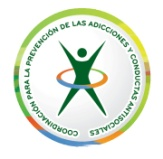 COORDINACIÓN PARA LA PREVENCIÓN DE LAS ADICCIONES Y CONDUCTAS ANTISOCIALES